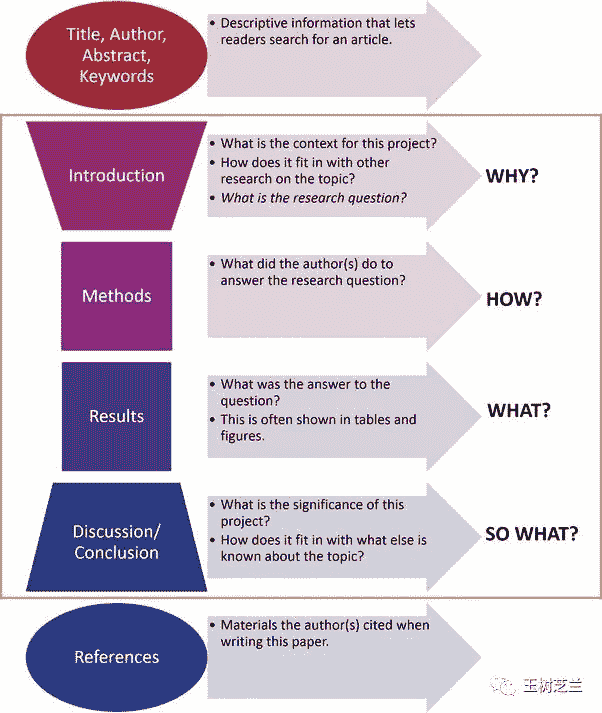 Title, Author,
Abstract,
Keywords
• Descriptive information that lets
readers search for an article.
Introduction
• What is the context for this project?
• How does it fit in with other
research on the topic?
• What is the research question?
WHY?
Methods
• What did the author(s) do to
answer the research question?
HOW?
Results
• What was the answer to the
question?
• This is often shown in tables and
figures.
WHAT?
Discussion/
Conclusion
• What is the significance of this
project?
• How does it fit in with what else is
known about the topic?
SO WHAT?
References
• Materials the author(s) cited when
writing this paper.
玉树芝兰